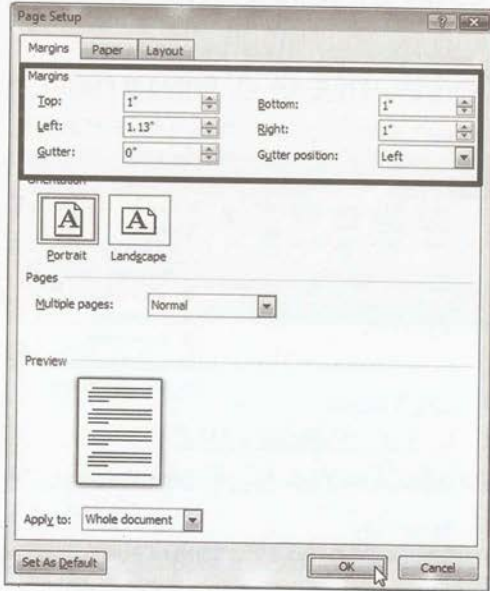 Page Setup
Margins Paper Layout
Margins
Top: 1" Bottom: 1"
Left: 1.13" Right: 1"
Gutter: 0" Gutter position: Left
Orientation
A A
Portrait Landscape
Pages
Multiple pages: Normal
Preview
Apply to: Whole document
Set As Default OK Cancel